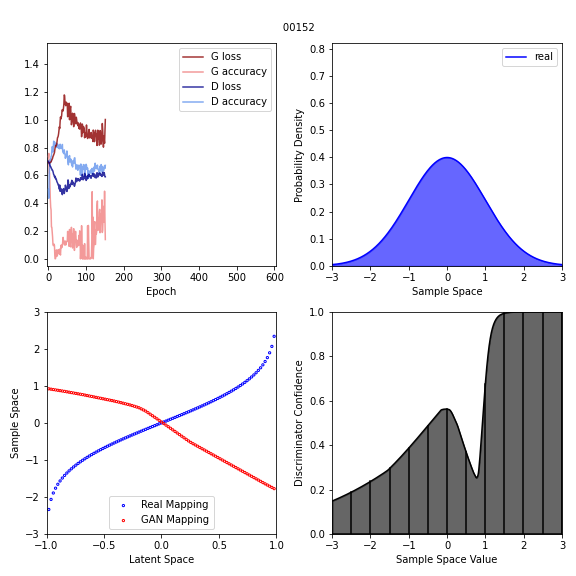 00152
G loss
G accuracy
D loss
D accuracy
1.4
1.2
1.0
0.8
0.6
0.4
0.2
0.0
0 100 200 300 400 500 600
Epoch
real
Probability Density
0.8
0.7
0.6
0.5
0.4
0.3
0.2
0.1
0.0
−3 −2 −1 0 1 2 3
Sample Space
Sample Space
3
2
1
0
−1
−2
−3
Real Mapping
GAN Mapping
−1.0 −0.5 0.0 0.5 1.0
Latent Space
Discriminator Confidence
1.0
0.8
0.6
0.4
0.2
0.0
−3 −2 −1 0 1 2 3
Sample Space Value